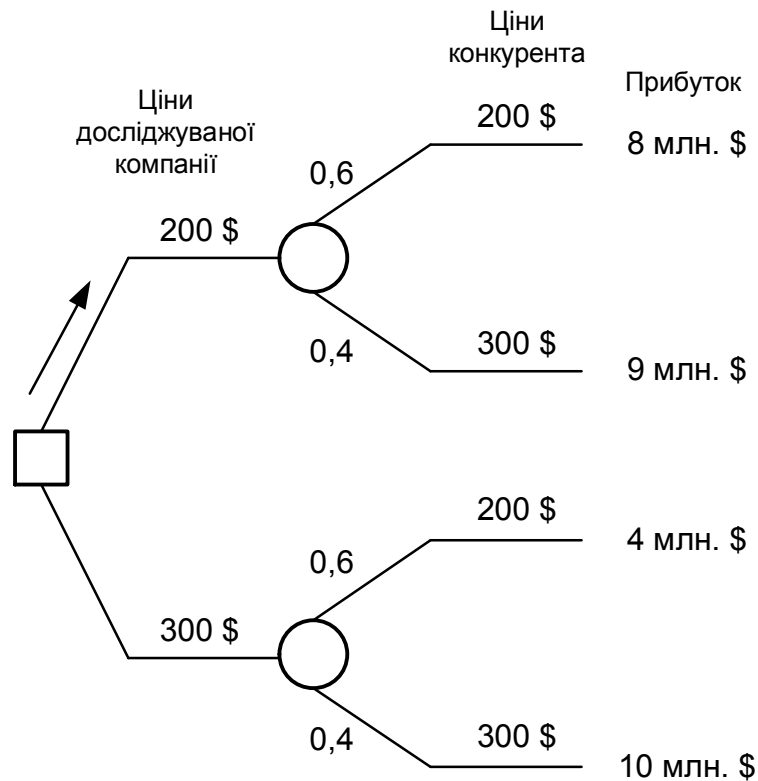 Ціни
конкурента
Прибуток
Ціни
досліджуваної
компанії
200 $
8 млн. $
0,6
200 $
0,4
300 $
9 млн. $
200 $
4 млн. $
0,6
300 $
0,4
300 $
10 млн. $